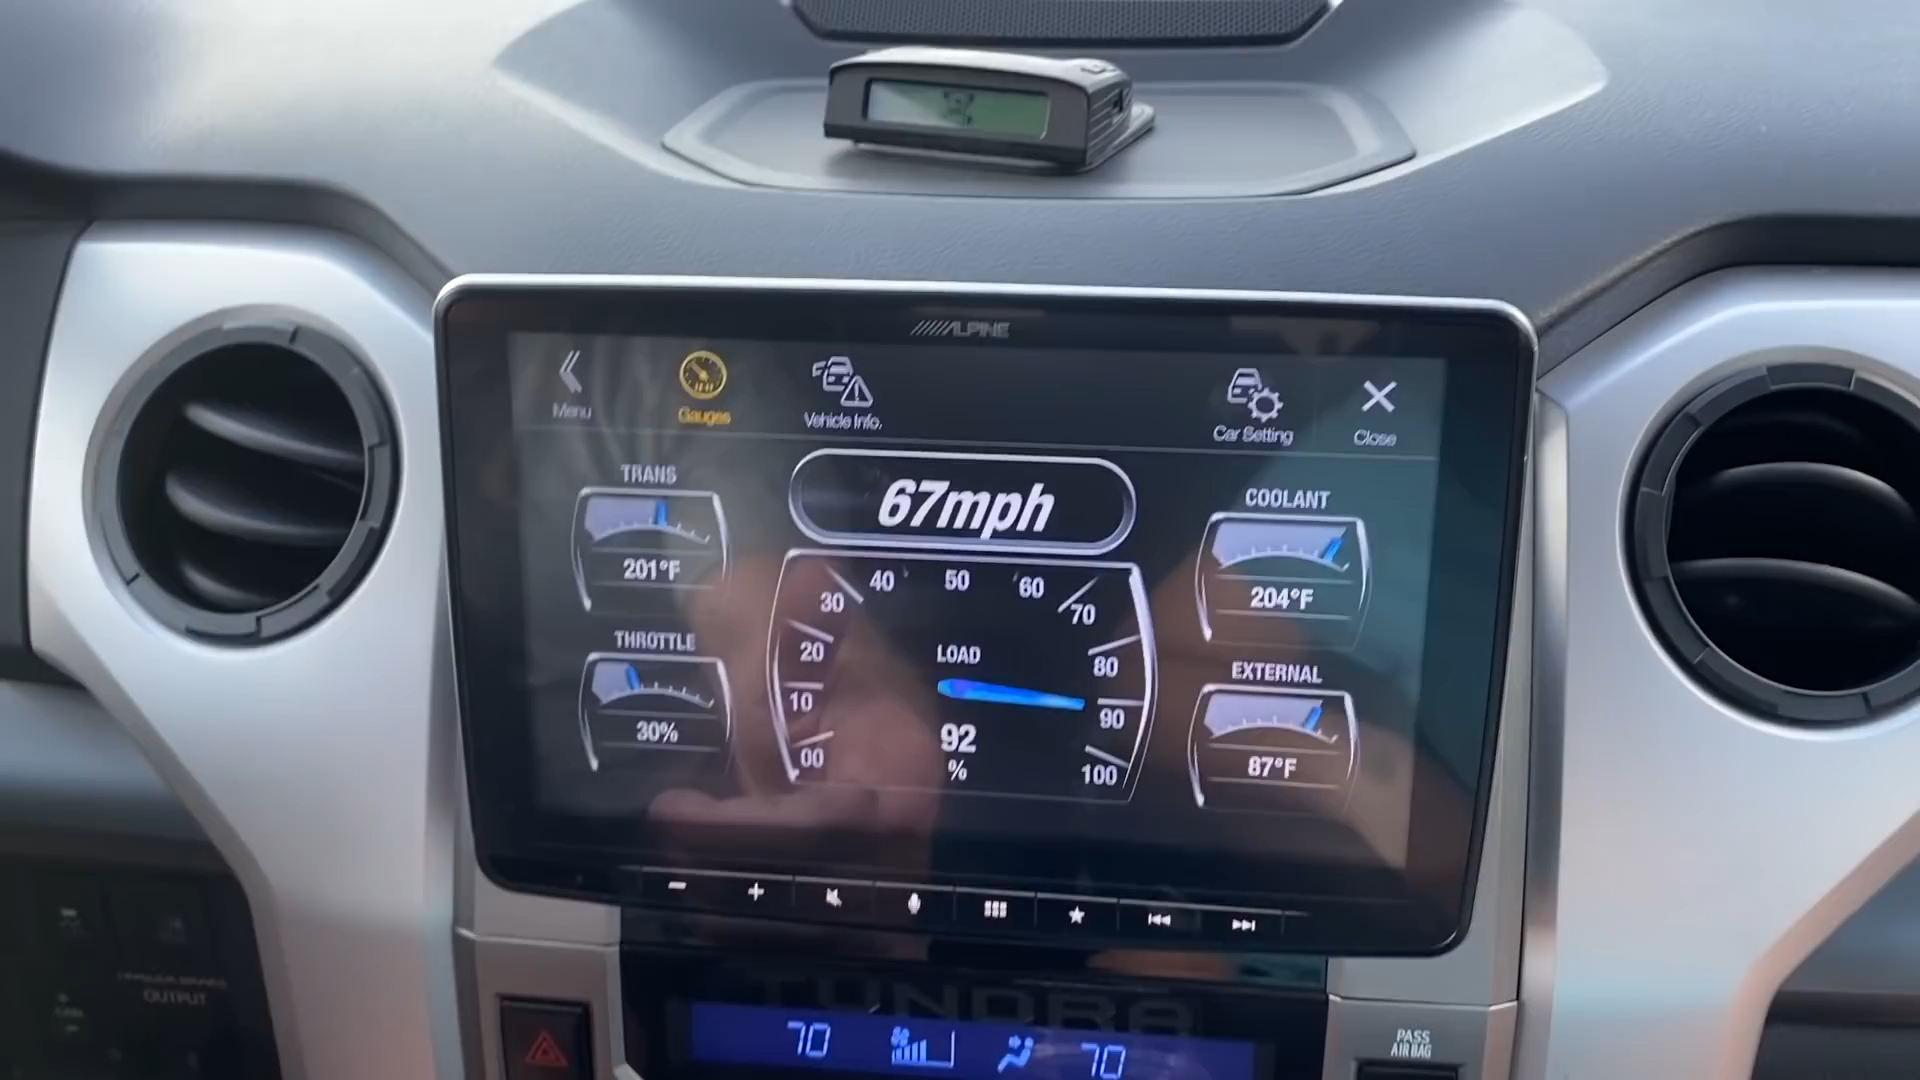 ALPINE
Menu
Gauges
Vehicle Info.
Car Setting
Close
TRANS
201°F
67mph
COOLANT
204°F
THROTTLE
30%
40 50 60
30 70
20 80
10 90
00 100
LOAD
92
%
EXTERNAL
87°F
TUNDRA
OUTPUT
70
70
PASS
AIR BAG